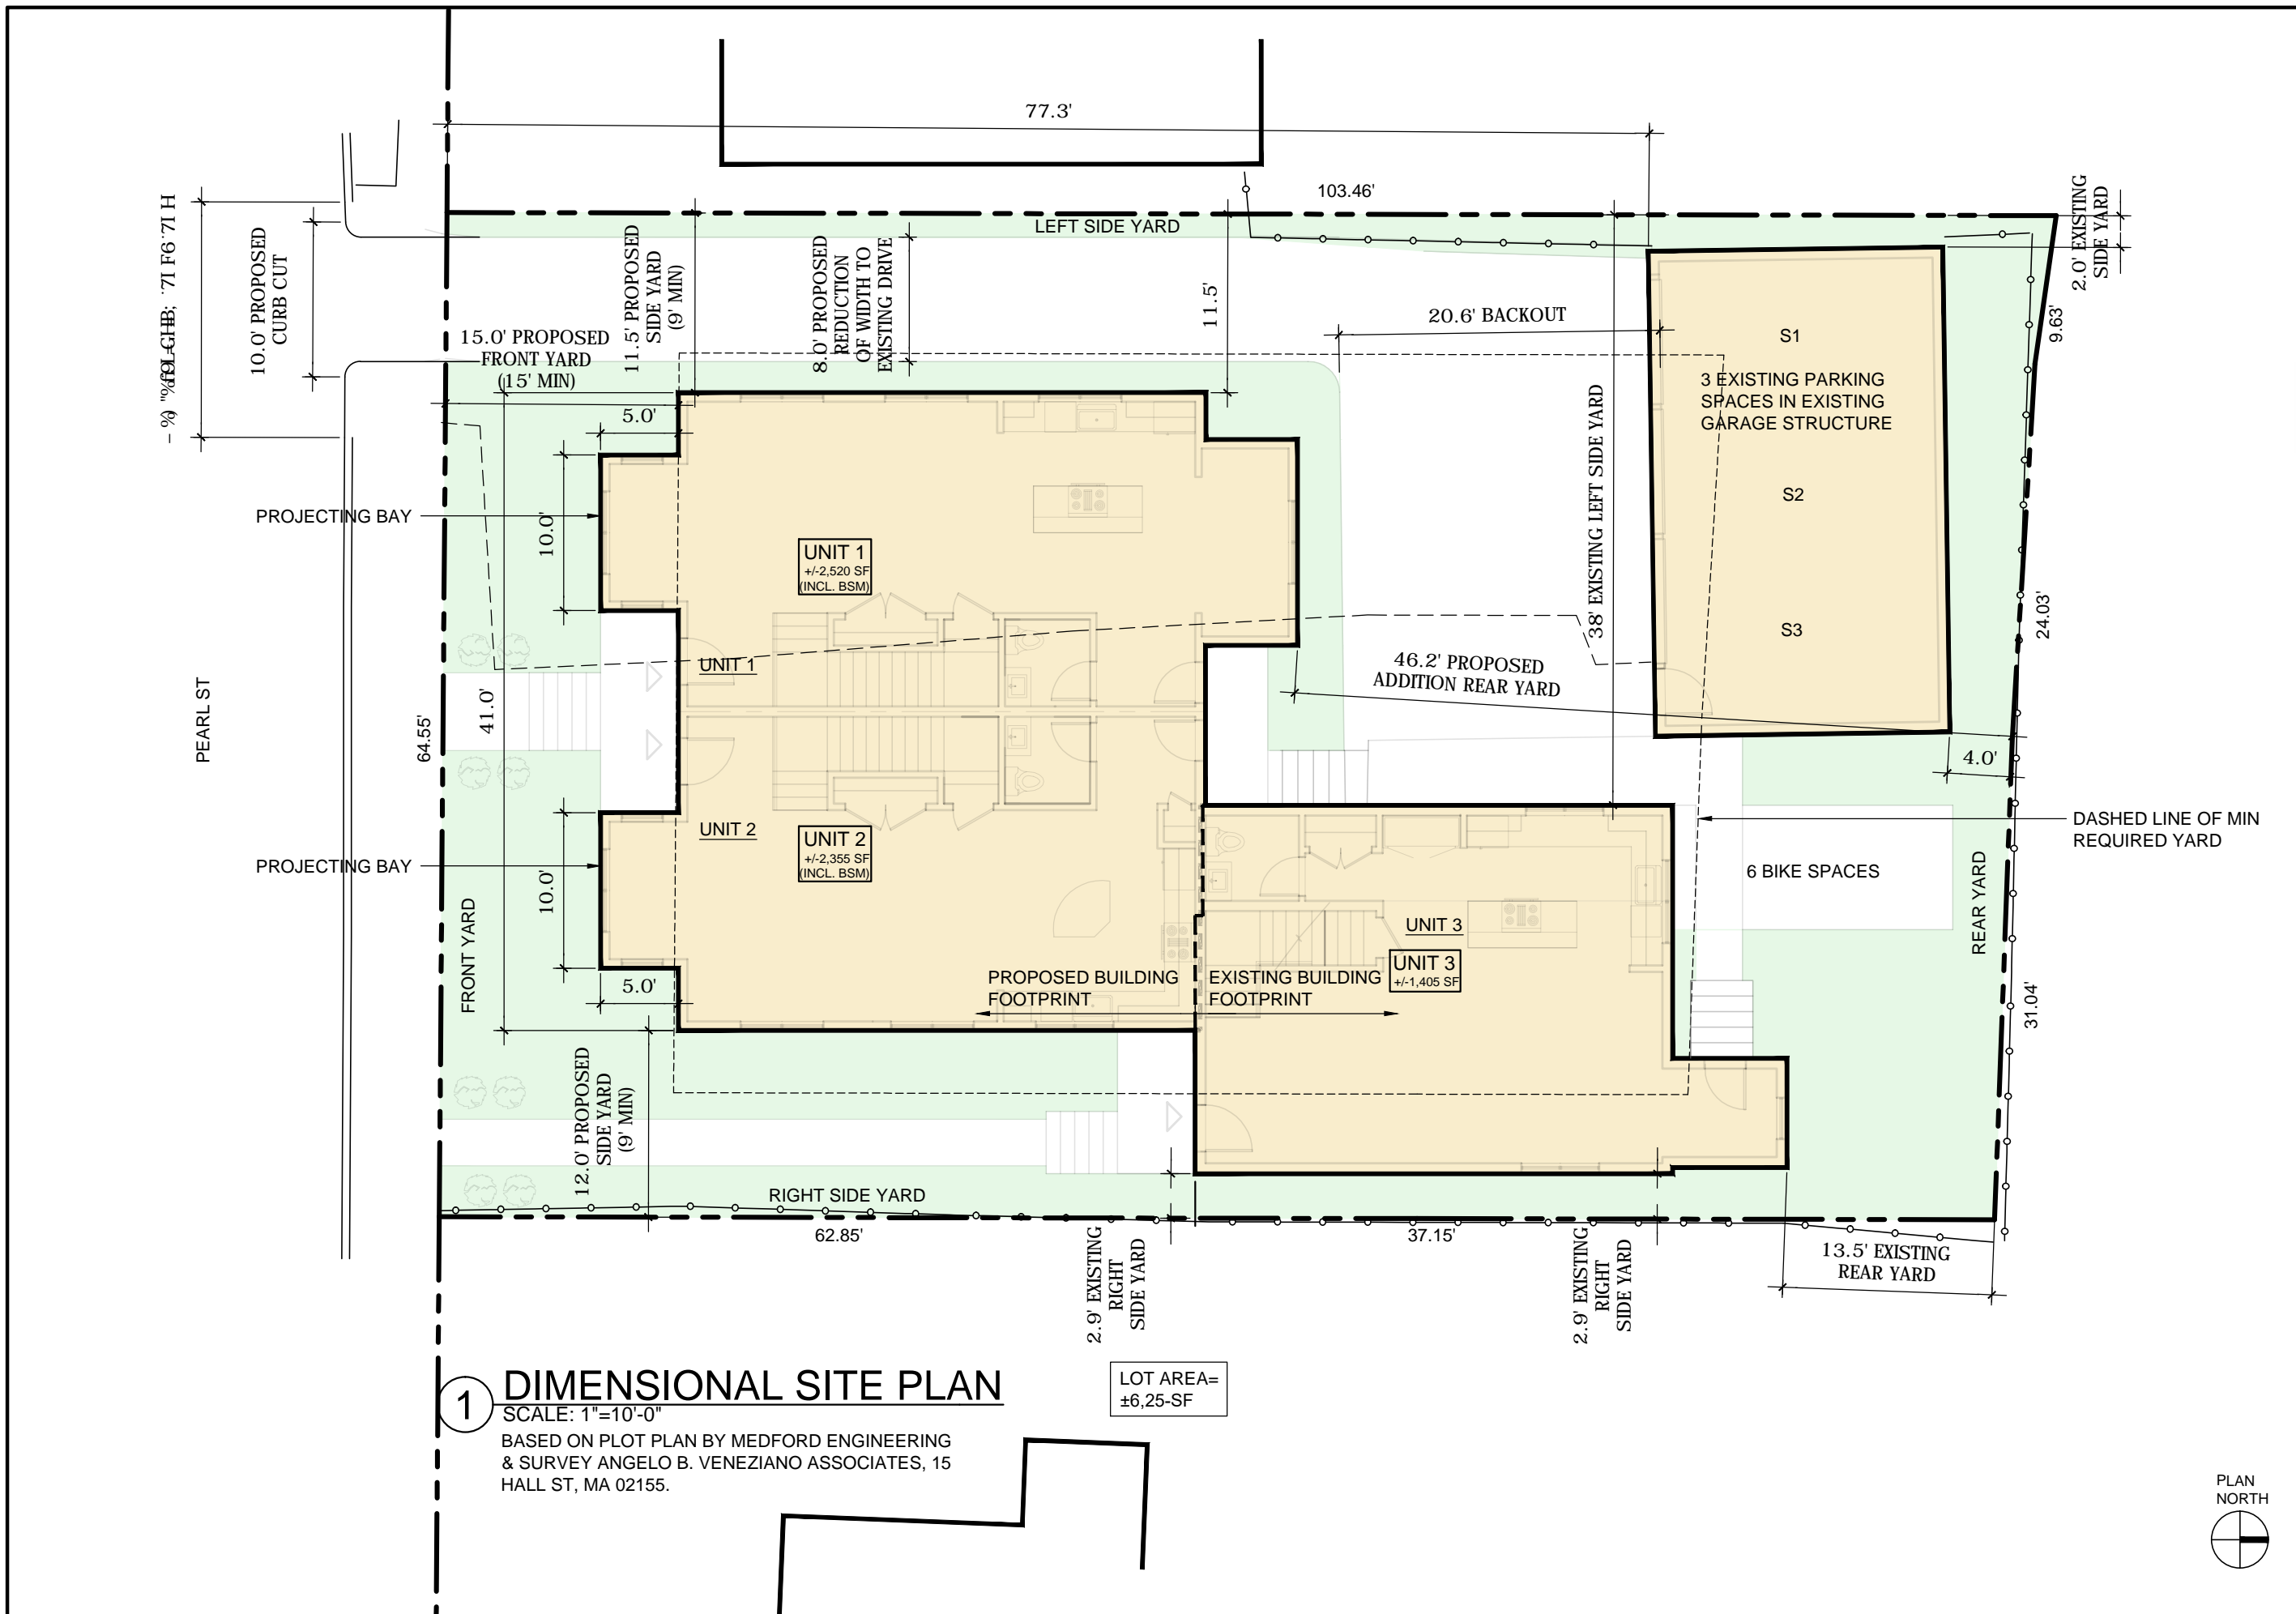 77.3'
103.46'
LEFT SIDE YARD
2.0' EXISTING
SIDE YARD
10.0' PROPOSED
CURB CUT
11.5' PROPOSED
SIDE YARD
(9' MIN)
8.0' PROPOSED
REDUCTION
OF WIDTH TO
EXISTING DRIVE
11.5'
15.0' PROPOSED
FRONT YARD
(15' MIN)
20.6' BACKOUT
9.63'
S1
3 EXISTING PARKING
SPACES IN EXISTING
GARAGE STRUCTURE
S2
S3
5.0'
10.0'
PROJECTING BAY
UNIT 1
+/-2,520 SF
(INCL. BSM)
38' EXISTING LEFT SIDE YARD
24.03'
UNIT 1
46.2' PROPOSED
ADDITION REAR YARD
PEARL ST
64.55'
41.0'
4.0'
UNIT 2
UNIT 2
+/-2,355 SF
(INCL. BSM)
PROJECTING BAY
10.0'
DASHED LINE OF MIN
REQUIRED YARD
6 BIKE SPACES
REAR YARD
FRONT YARD
UNIT 3
UNIT 3
+/-1,405 SF
PROPOSED BUILDING
FOOTPRINT
EXISTING BUILDING
FOOTPRINT
5.0'
31.04'
12.0' PROPOSED
SIDE YARD
(9' MIN)
RIGHT SIDE YARD
62.85'
37.15'
2.9' EXISTING
RIGHT
SIDE YARD
2.9' EXISTING
RIGHT
SIDE YARD
13.5' EXISTING
REAR YARD
1
DIMENSIONAL SITE PLAN
SCALE: 1"=10'-0"
BASED ON PLOT PLAN BY MEDFORD ENGINEERING
& SURVEY ANGELO B. VENEZIANO ASSOCIATES, 15
HALL ST, MA 02155.
LOT AREA=
±6,25-SF
PLAN
NORTH